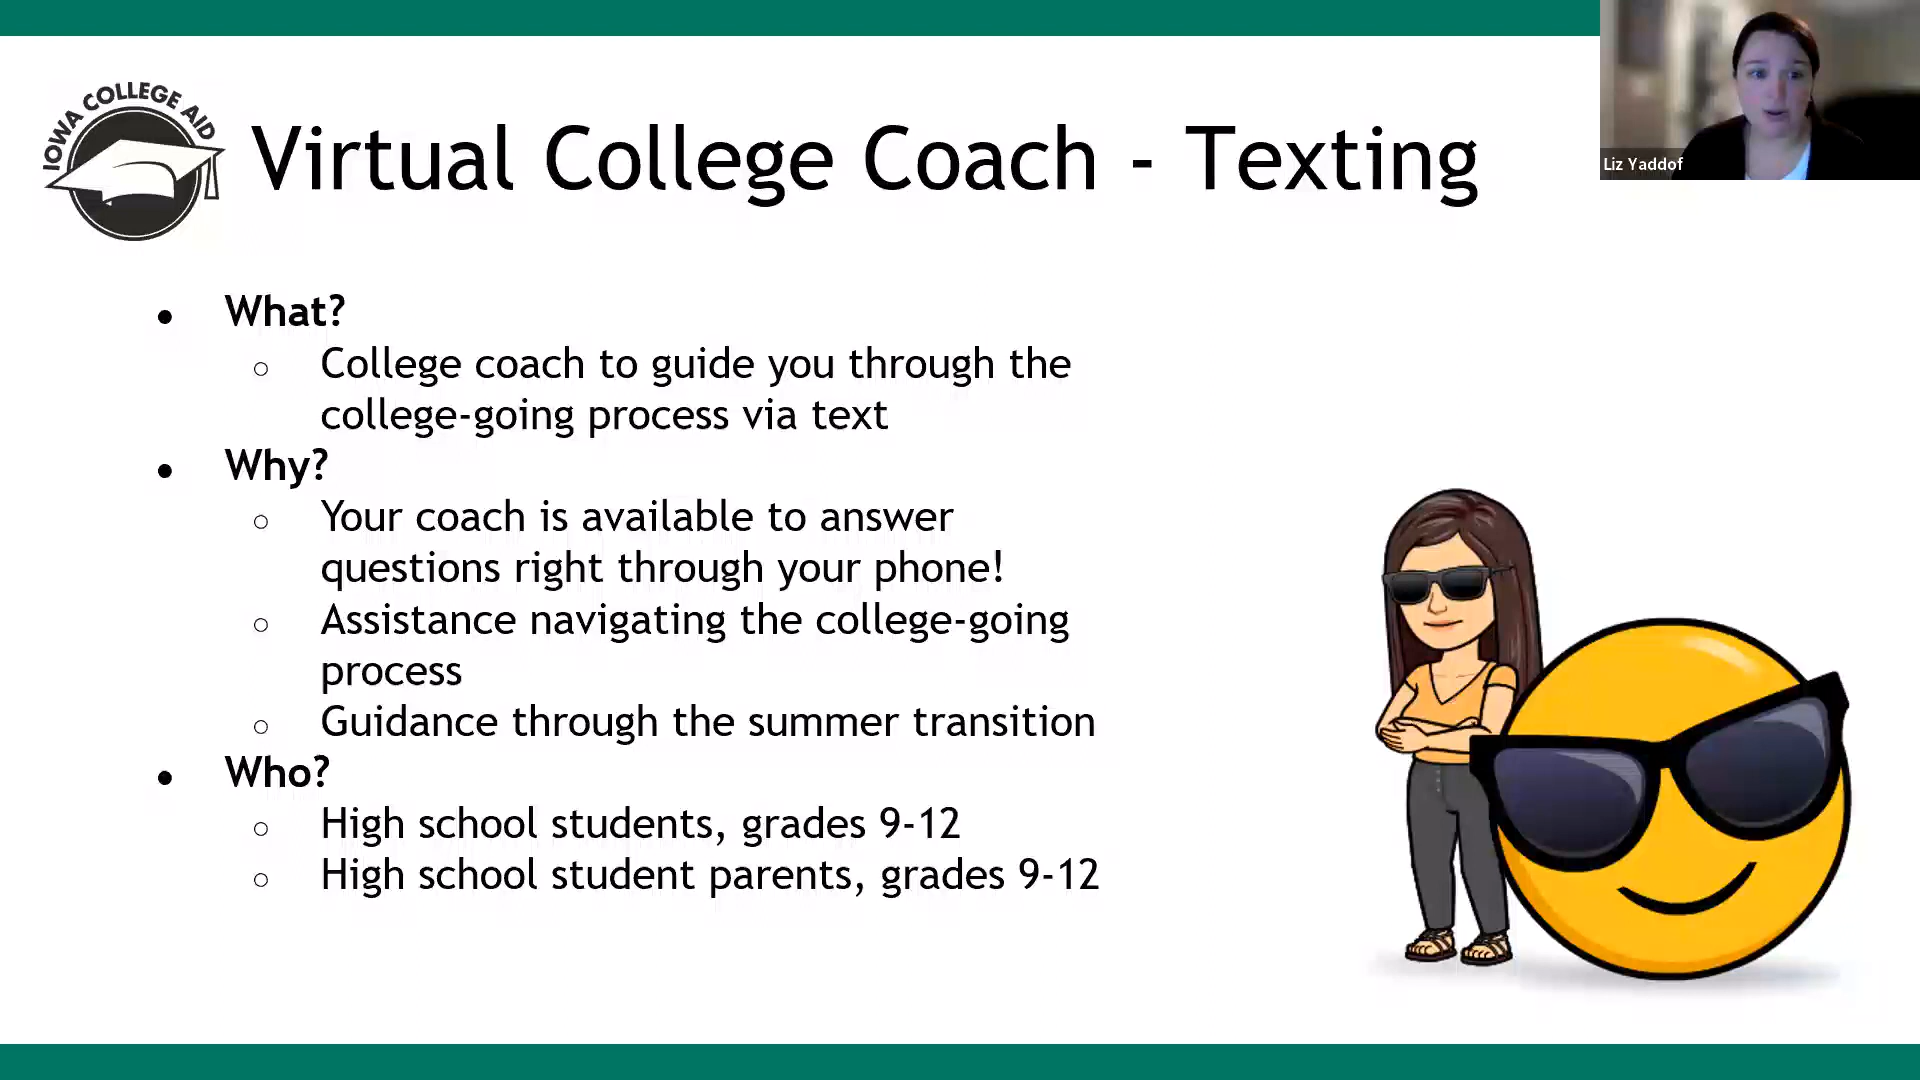 IOWA COLLEGE AID
Virtual College Coach - Texting
Liz Yaddof
● What?
○ College coach to guide you through the
college-going process via text
● Why?
○ Your coach is available to answer
questions right through your phone!
○ Assistance navigating the college-going
process
○ Guidance through the summer transition
● Who?
○ High school students, grades 9-12
○ High school student parents, grades 9-12